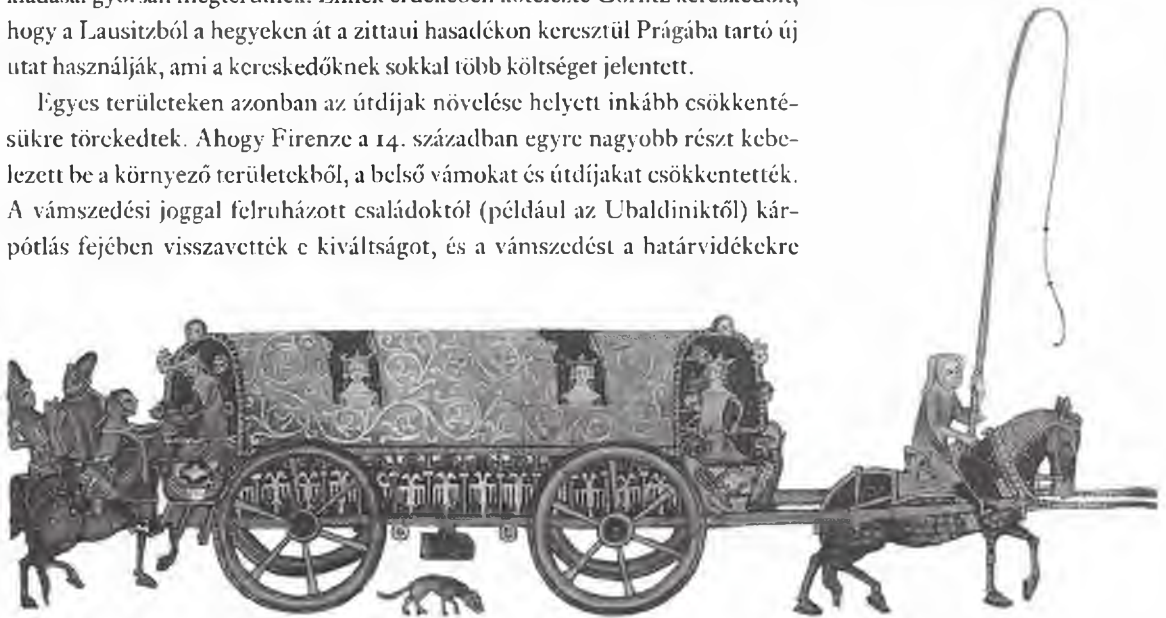 hogy a Lausitzból a hegyeken át a zittaui hasadékon keresztül Prágába tartó új
utat használják, ami a kereskedőknek sokkal több költséget jelentett.
Egyes területeken azonban az útdíjak növelése helyett inkább csökkenté-
sükre törekedtek. Ahogy Firenze a 14. században egyre nagyobb részt kebe-
lezett be a környező területekből, a belső vámokat és útdíjakat csökkentették.
A vámszedési joggal felruházott családoktól (például az Ubaldiniktől) kár-
pótlás fejében visszavették e kiváltságot, és a vámszedést a határvidékekre